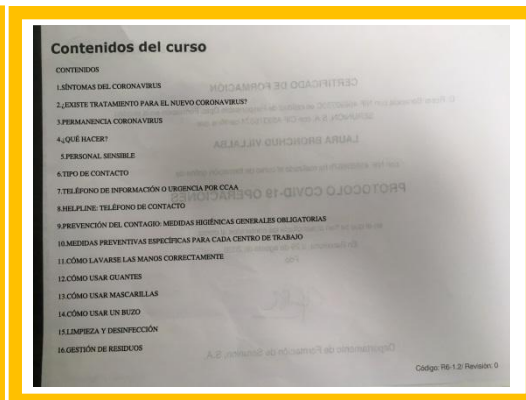 Contenidos del curso
CONTENIDOS
1.SÍNTOMAS DEL CORONAVIRUS
2.¿EXISTE TRATAMIENTO PARA EL NUEVO CORONAVIRUS?
3.PERMANENCIA CORONAVIRUS
4.¿QUÉ HACER?
5.PERSONAL SENSIBLE
6.TIPO DE CONTACTO
7.TELÉFONO DE INFORMACIÓN O URGENCIA POR CCAA
8.HELPLINE: TELÉFONO DE CONTACTO
9.PREVENCIÓN DEL CONTAGIO: MEDIDAS HIGIÉNICAS GENERALES OBLIGATORIAS
10.MEDIDAS PREVENTIVAS ESPECÍFICAS PARA CADA CENTRO DE TRABAJO
11.CÓMO LAVARSE LAS MANOS CORRECTAMENTE
12.CÓMO USAR GUANTES
13.CÓMO USAR MASCARILLAS
14.CÓMO USAR UN BUZO
15.LIMPIEZA Y DESINFECCIÓN
16.GESTIÓN DE RESIDUOS
Código: R6-1.2/ Revisión: 0